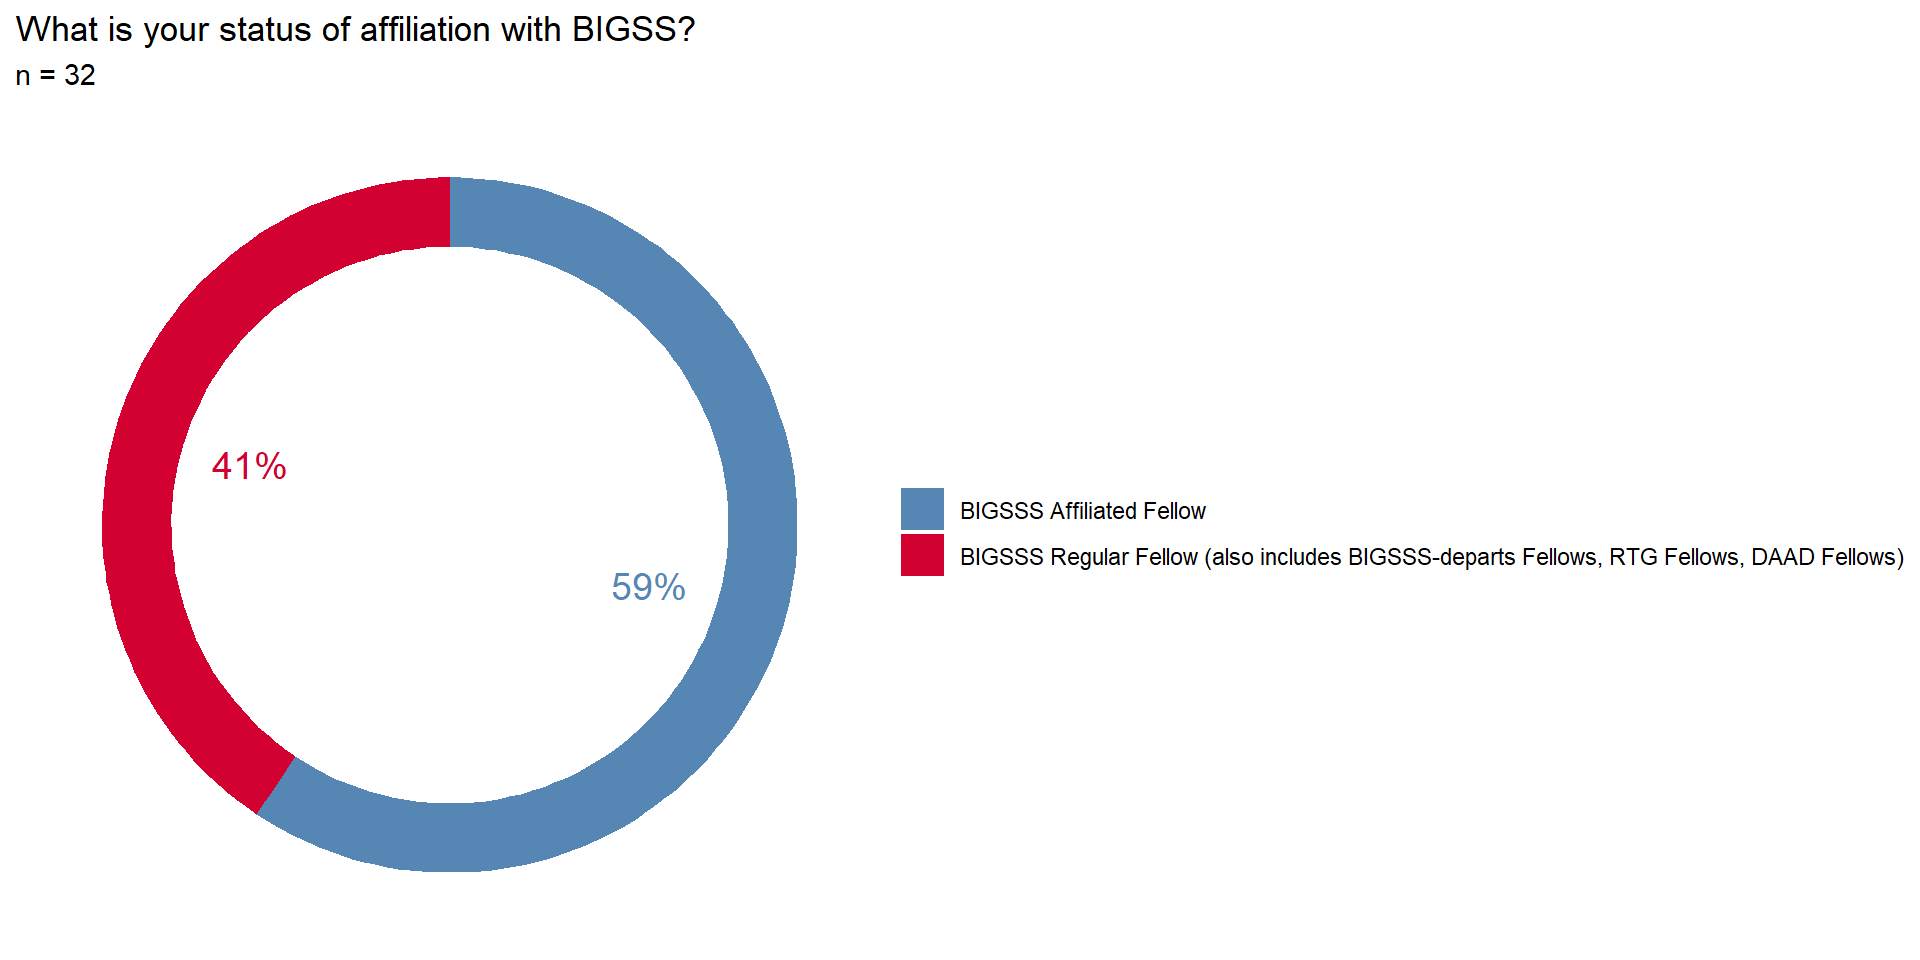 What is your status of affiliation with BIGSS?
n = 32
41%
59%
BIGSSS Affiliated Fellow
BIGSSS Regular Fellow (also includes BIGSSS-departs Fellows, RTG Fellows, DAAD Fellows)